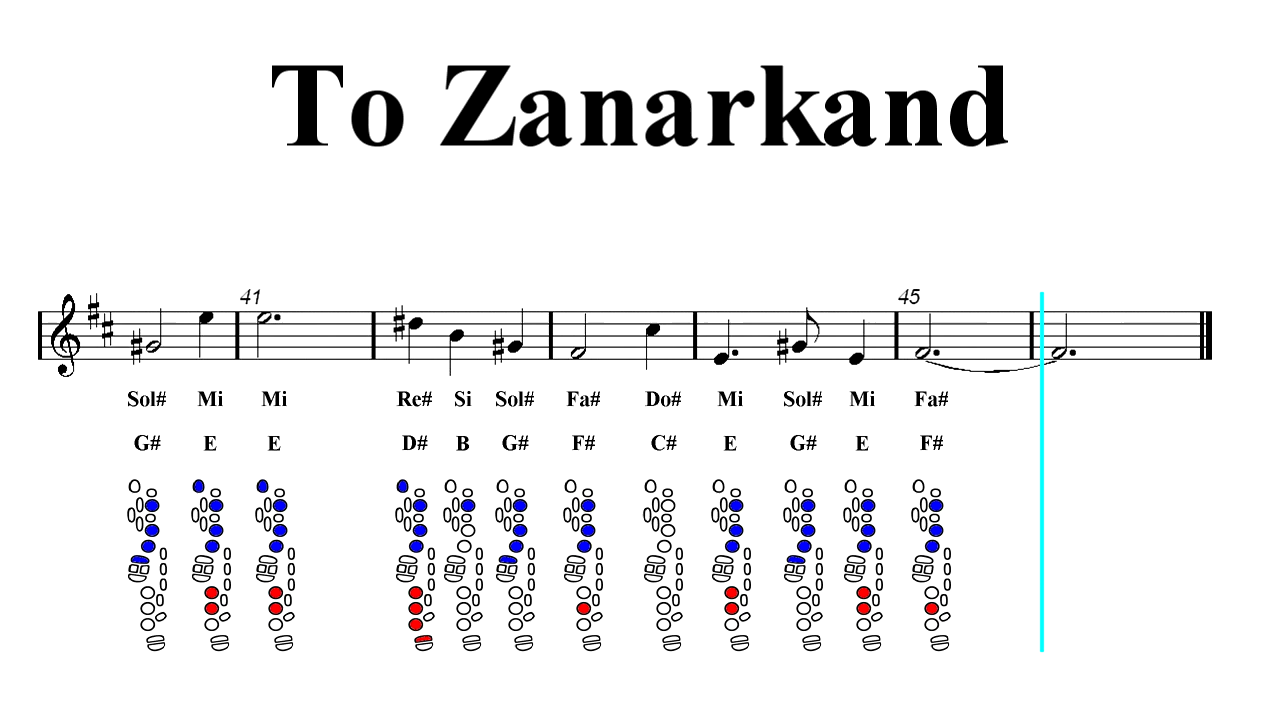 To Zanarkand
41 45
Sol# Mi Mi Re# Si Sol# Fa# Do# Mi Sol# Mi Fa#
G# E E D# B G# F# C# E G# E F#